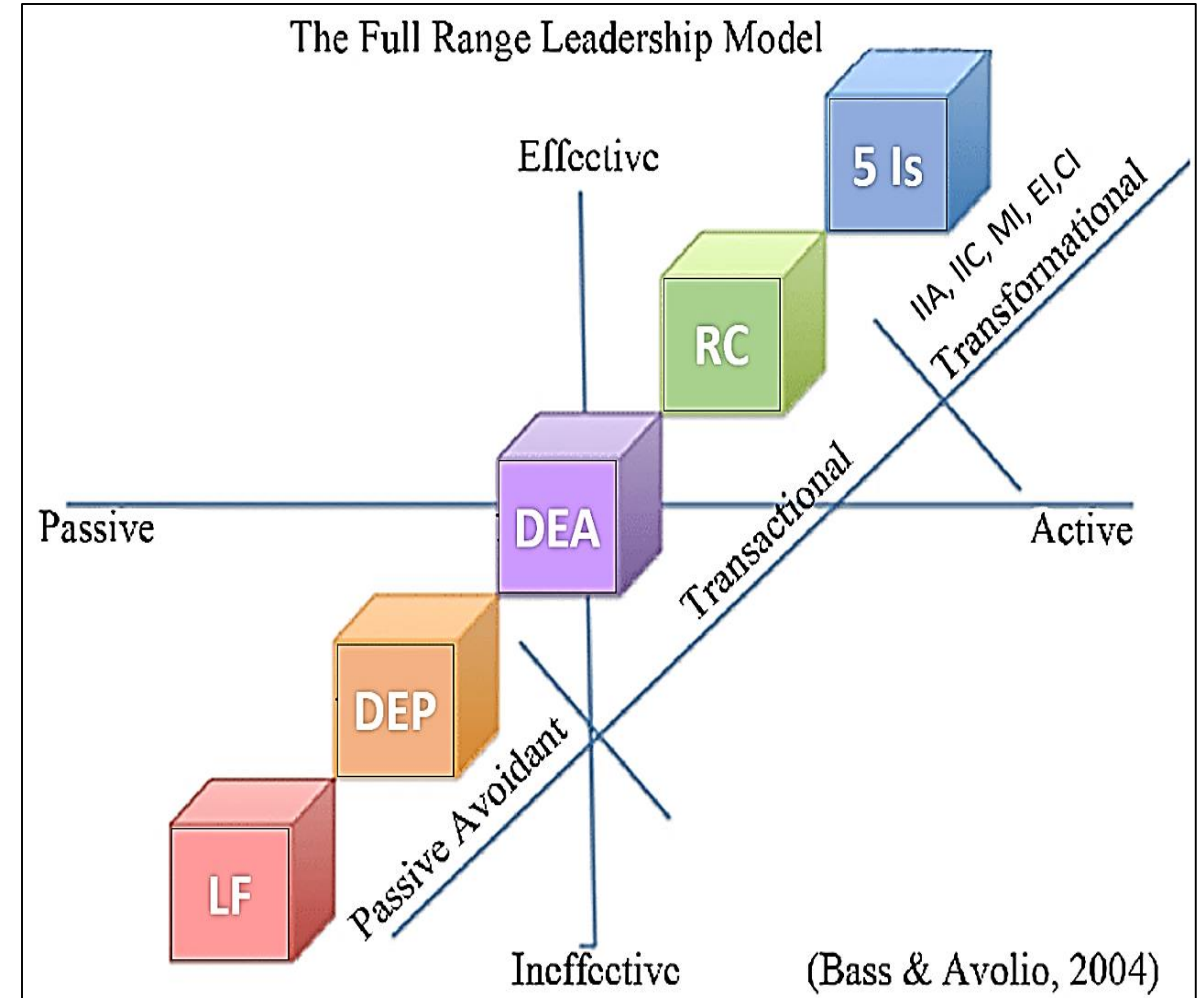 The Full Range Leadership Model
Effective
5 Is
IIA, IIC, MI, EI,CI
Transformational
RC
Transactional
DEA
Passive
Active
DEP
Passive Avoidant
LF
Ineffective
(Bass & Avolio, 2004)